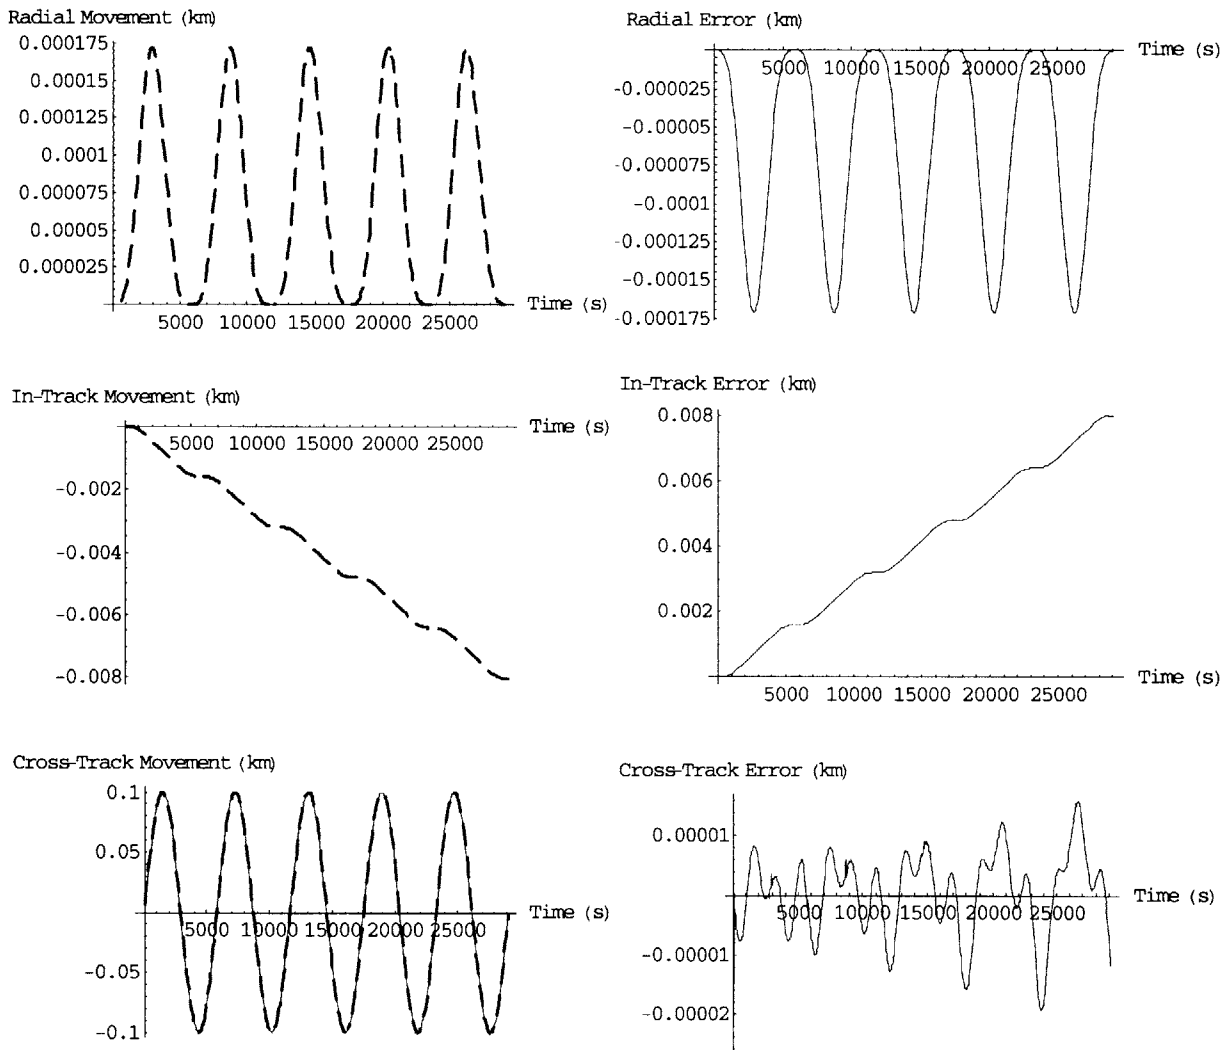 Radial Movement (km)
0.000175
0.00015
0.000125
0.0001
0.000075
0.00005
0.000025
Time (s)
5000 10000 15000 20000 25000
Radial Error (km)
Time (s)
5000 10000 15000 20000 25000
-0.000025
-0.00005
-0.000075
-0.0001
-0.000125
-0.00015
-0.000175
In-Track Movement (km)
Time (s)
5000 10000 15000 20000 25000
-0.002
-0.004
-0.006
-0.008
In-Track Error (km)
0.008
0.006
0.004
0.002
Time (s)
5000 10000 15000 20000 25000
Cross-Track Movement (km)
0.1
0.05
Time (s)
5000 10000 15000 20000 25000
-0.05
-0.1
Cross-Track Error (km)
0.00001
Time (s)
5000 10000 15000 20000 25000
-0.00001
-0.00002